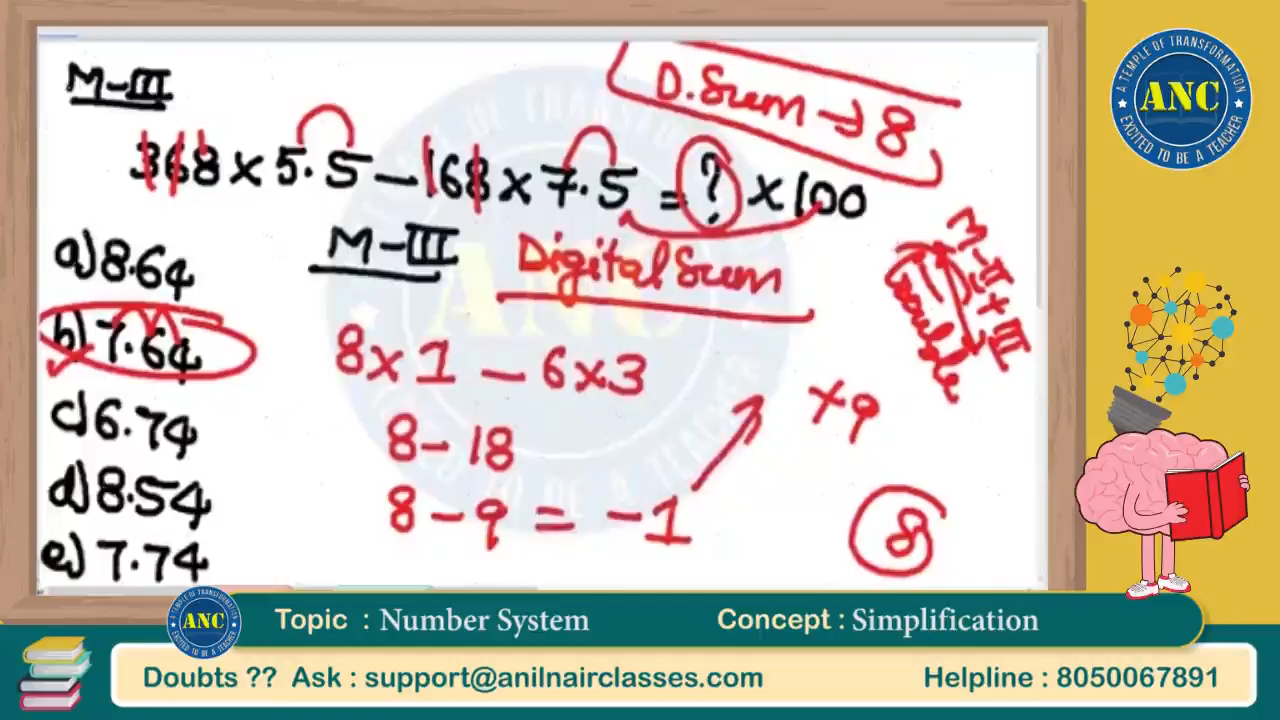 M-III
D.Sum → 8
368 x 5.5 - 168 x 7.5 = ? x 100
a) 8.64
b) 7.64
c) 6.74
d) 8.54
e) 7.74
M-III
Digital Sum
8 x 1 - 6 x 3
8 - 18
8 - 9 = -1
+9
8
M-II + III
A TEMPLE OF TRANSFORMATION
ANC
EXCITED TO BE A TEACHER
ANC
Topic : Number System
Concept : Simplification
Doubts ?? Ask : support@anilnairclasses.com
Helpline : 8050067891